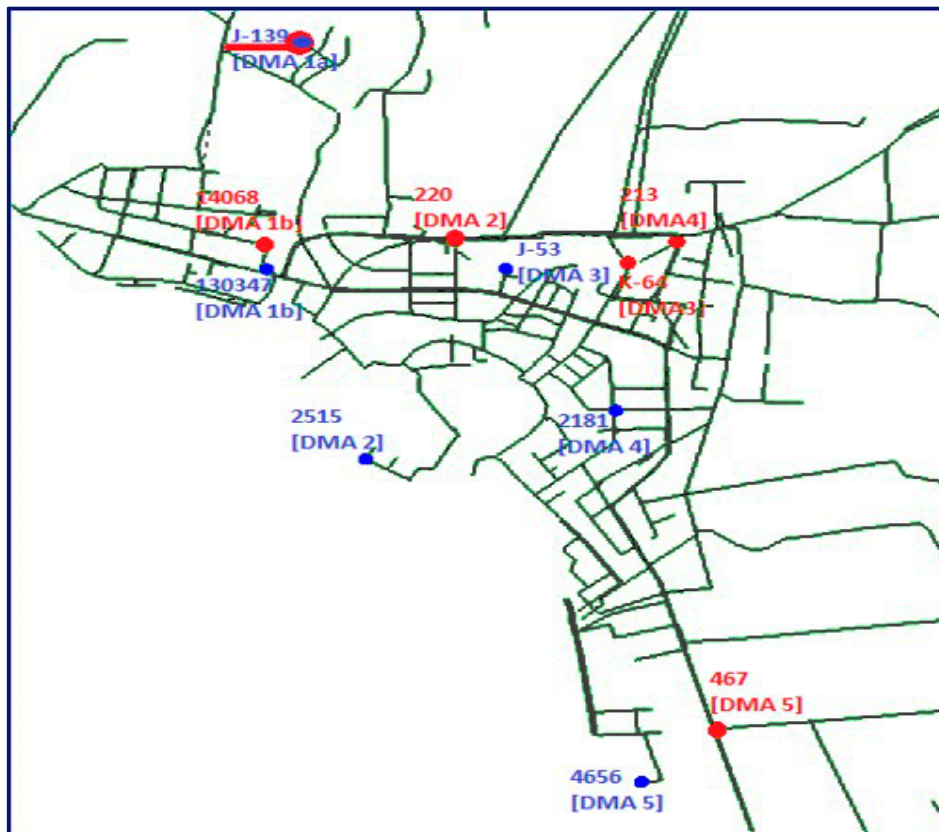 J-139
[DMA 1a]
14068
[DMA 1b]
220
[DMA 2]
213
[DMA4]
J-53
[DMA 3]
K-64
[DMA3]
130347
[DMA 1b]
2515
[DMA 2]
2181
[DMA 4]
467
[DMA 5]
4656
[DMA 5]